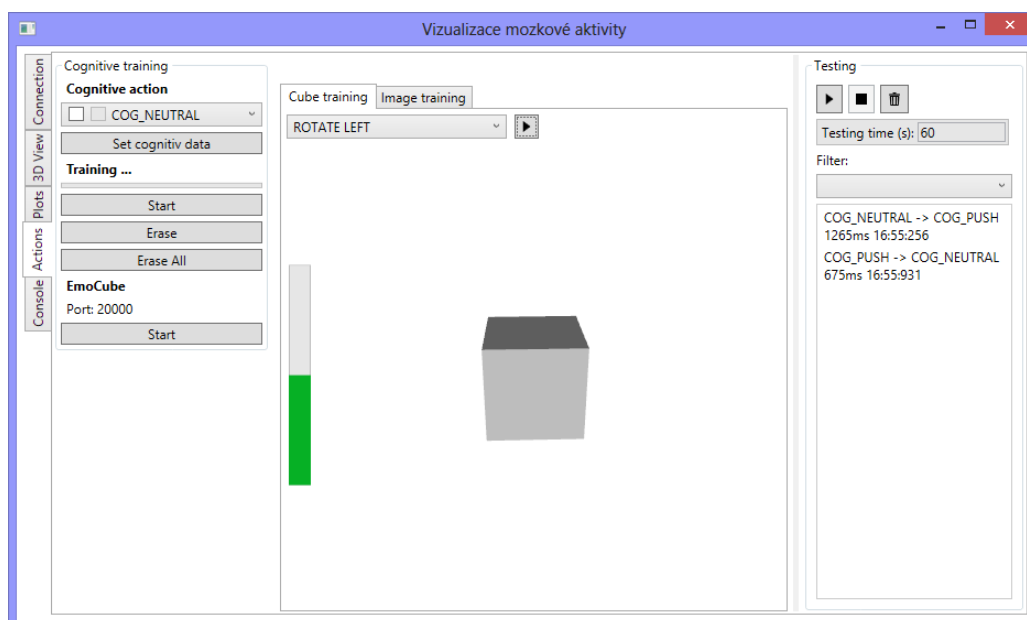 Vizualizace mozkové aktivity
Connection
3D View
Plots
Actions
Console
Cognitive training
Cognitive action
COG_NEUTRAL
Set cognitiv data
Training ...
Start
Erase
Erase All
EmoCube
Port: 20000
Start
Cube training
Image training
ROTATE LEFT
Testing
Testing time (s): 60
Filter:
COG_NEUTRAL -> COG_PUSH
1265ms 16:55:256
COG_PUSH -> COG_NEUTRAL
675ms 16:55:931